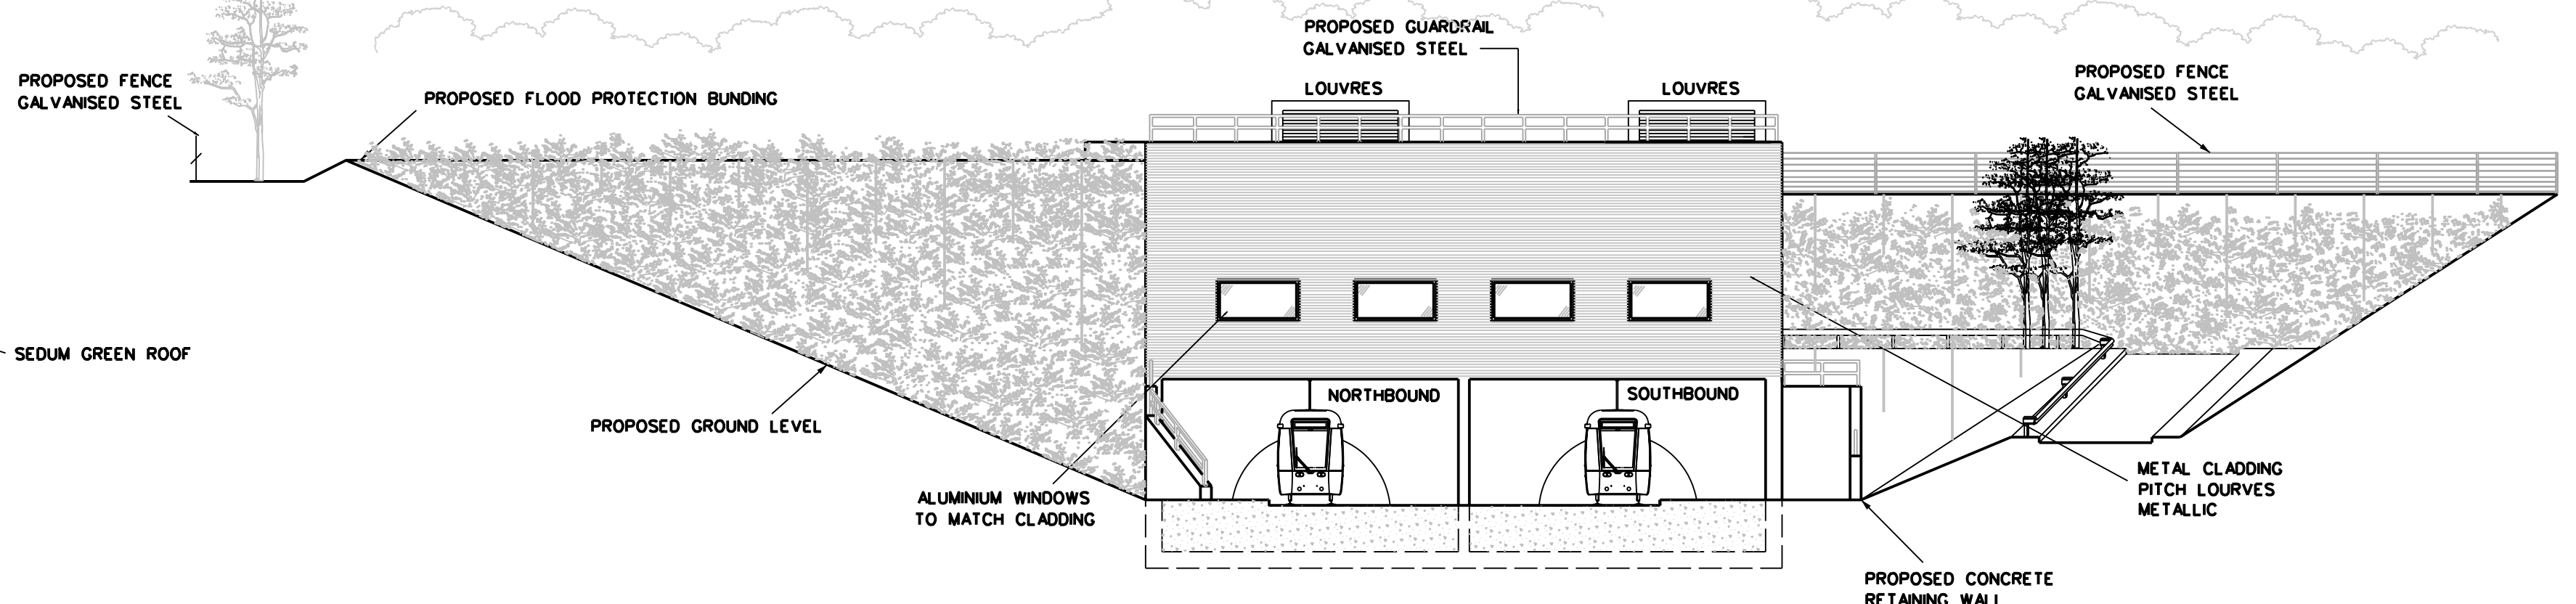 PROPOSED GUARDRAIL
GALVANISED STEEL
PROPOSED FENCE
GALVANISED STEEL
PROPOSED FLOOD PROTECTION BUNDING
LOUVRES
LOUVRES
PROPOSED FENCE
GALVANISED STEEL
SEDUM GREEN ROOF
NORTHBOUND
SOUTHBOUND
PROPOSED GROUND LEVEL
ALUMINIUM WINDOWS
TO MATCH CLADDING
METAL CLADDING
PITCH LOURVES
METALLIC
PROPOSED CONCRETE
RETAINING WALL